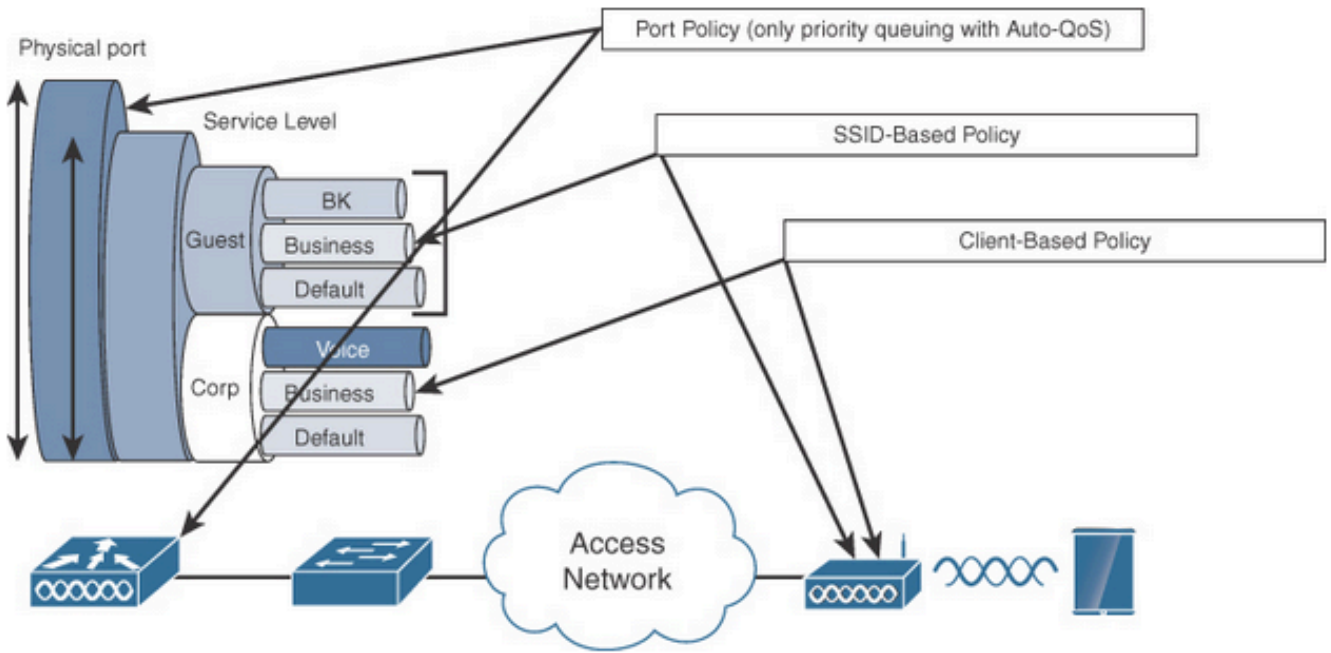 Port Policy (only priority queuing with Auto-QoS)
Physical port
Service Level
SSID-Based Policy
BK
Guest
Business
Client-Based Policy
Default
Voice
Corp
Business
Default
Access
Network